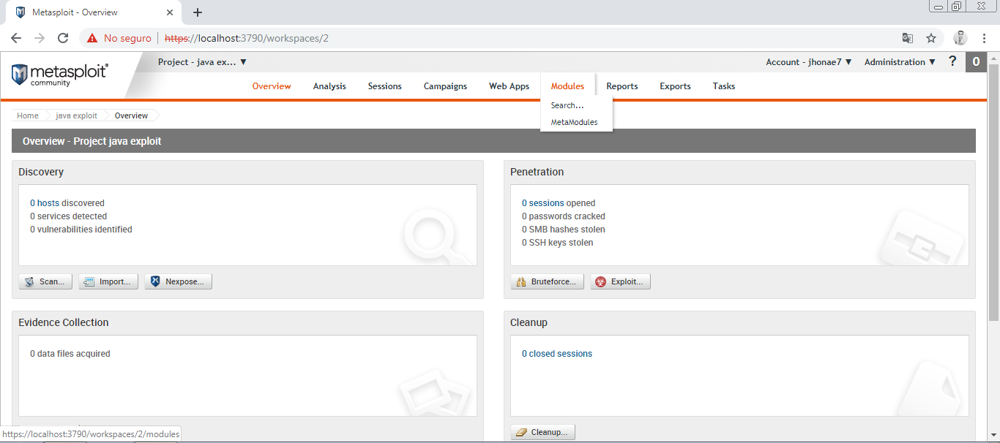 Metasploit - Overview
No seguro
https://localhost:3790/workspaces/2
metasploit®
community
Project - java ex... ▼
Account - jhonae7 ▼
Administration ▼
?
0
Overview
Analysis
Sessions
Campaigns
Web Apps
Modules
Reports
Exports
Tasks
Search...
MetaModules
Home
java exploit
Overview
Overview - Project java exploit
Discovery
0 hosts discovered
0 services detected
0 vulnerabilities identified
Scan...
Import...
Nexpose...
Penetration
0 sessions opened
0 passwords cracked
0 SMB hashes stolen
0 SSH keys stolen
Bruteforce...
Exploit...
Evidence Collection
0 data files acquired
Cleanup
0 closed sessions
Cleanup...
https://localhost:3790/workspaces/2/modules